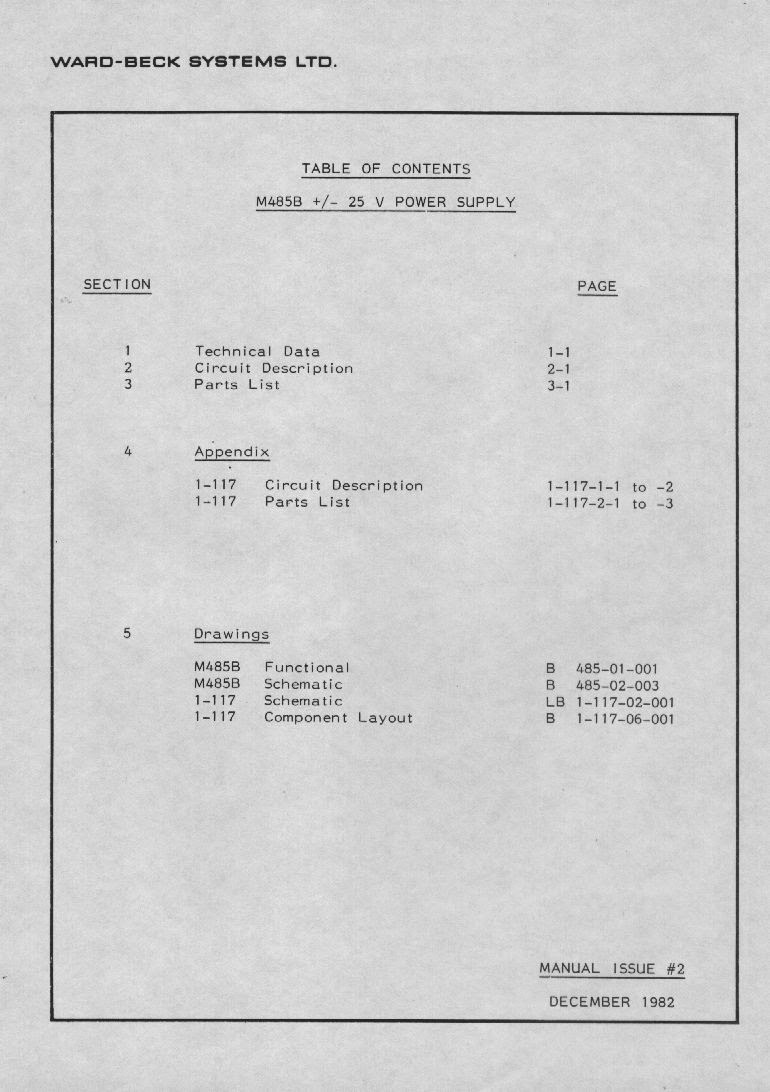 WARD-BECK SYSTEMS LTD.
TABLE OF CONTENTS
M485B +/- 25 V POWER SUPPLY
SECTION PAGE
1 Technical Data 1-1
2 Circuit Description 2-1
3 Parts List 3-1
4 Appendix
1-117 Circuit Description 1-117-1-1 to -2
1-117 Parts List 1-117-2-1 to -3
5 Drawings
M485B Functional B 485-01-001
M485B Schematic B 485-02-003
1-117 Schematic LB 1-117-02-001
1-117 Component Layout B 1-117-06-001
MANUAL ISSUE #2
DECEMBER 1982